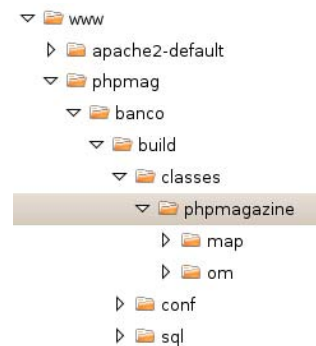 www
apache2-default
phpmag
banco
build
classes
phpmagazine
map
om
conf
sql